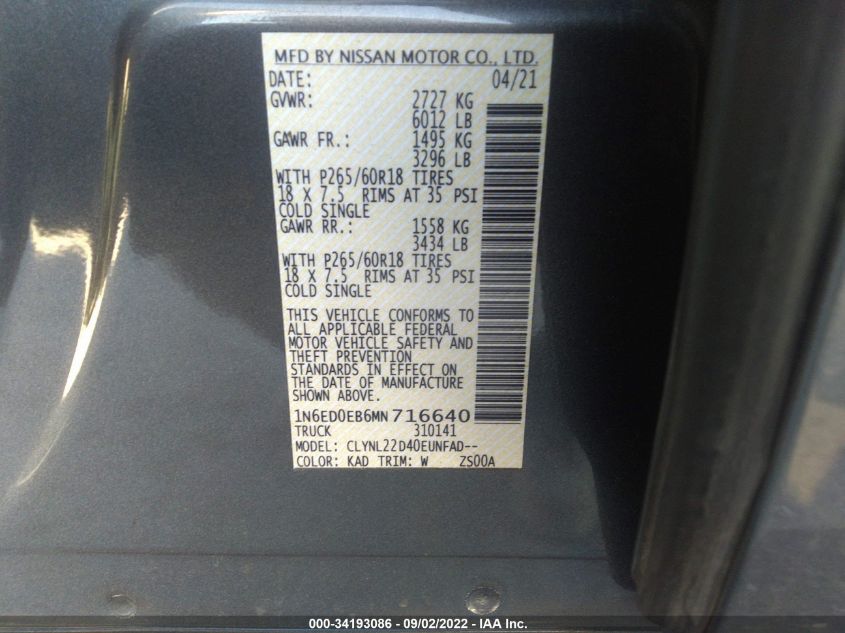 MFD BY NISSAN MOTOR CO., LTD.
DATE: 04/21
GVWR: 2727 KG
6012 LB
GAWR FR.: 1495 KG
3296 LB
WITH P265/60R18 TIRES
18 X 7.5 RIMS AT 35 PSI
COLD SINGLE
GAWR RR.: 1558 KG
3434 LB
WITH P265/60R18 TIRES
18 X 7.5 RIMS AT 35 PSI
COLD SINGLE
THIS VEHICLE CONFORMS TO
ALL APPLICABLE FEDERAL
MOTOR VEHICLE SAFETY AND
THEFT PREVENTION
STANDARDS IN EFFECT ON
THE DATE OF MANUFACTURE
SHOWN ABOVE.
1N6ED0EB6MN716640
TRUCK 310141
MODEL: CLYNL22D40EUNFAD--
COLOR: KAD TRIM: W ZS00A
000-34193086 - 09/02/2022 - IAA Inc.